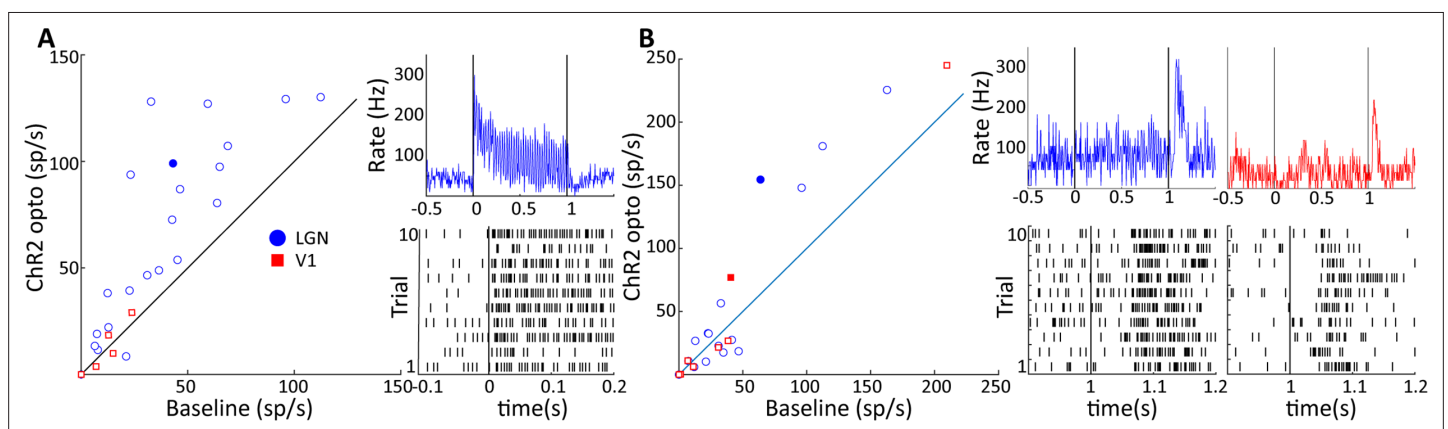 A
150
100
50
ChR2 opto (sp/s)
LGN
V1
0
50
100
150
Baseline (sp/s)
Rate (Hz)
300
200
100
-0.5 0 0.5 1
Trial
10
1
-0.1 0 0.1 0.2
time(s)
B
250
200
150
100
50
0
ChR2 opto (sp/s)
0 50 100 150 200 250
Baseline (sp/s)
Rate (Hz)
300
200
100
-0.5 0 0.5 1
-0.5 0 0.5 1
Trial
10
1
1 1.1 1.2
time(s)
1 1.1 1.2
time(s)